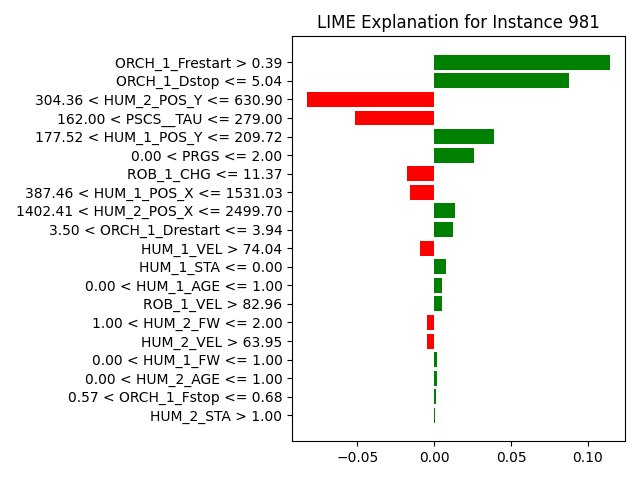 LIME Explanation for Instance 981
ORCH_1_Frestart > 0.39
ORCH_1_Dstop <= 5.04
304.36 < HUM_2_POS_Y <= 630.90
162.00 < PSCS__TAU <= 279.00
177.52 < HUM_1_POS_Y <= 209.72
0.00 < PRGS <= 2.00
ROB_1_CHG <= 11.37
387.46 < HUM_1_POS_X <= 1531.03
1402.41 < HUM_2_POS_X <= 2499.70
3.50 < ORCH_1_Drestart <= 3.94
HUM_1_VEL > 74.04
HUM_1_STA <= 0.00
0.00 < HUM_1_AGE <= 1.00
ROB_1_VEL > 82.96
1.00 < HUM_2_FW <= 2.00
HUM_2_VEL > 63.95
0.00 < HUM_1_FW <= 1.00
0.00 < HUM_2_AGE <= 1.00
0.57 < ORCH_1_Fstop <= 0.68
HUM_2_STA > 1.00
−0.05 0.00 0.05 0.10